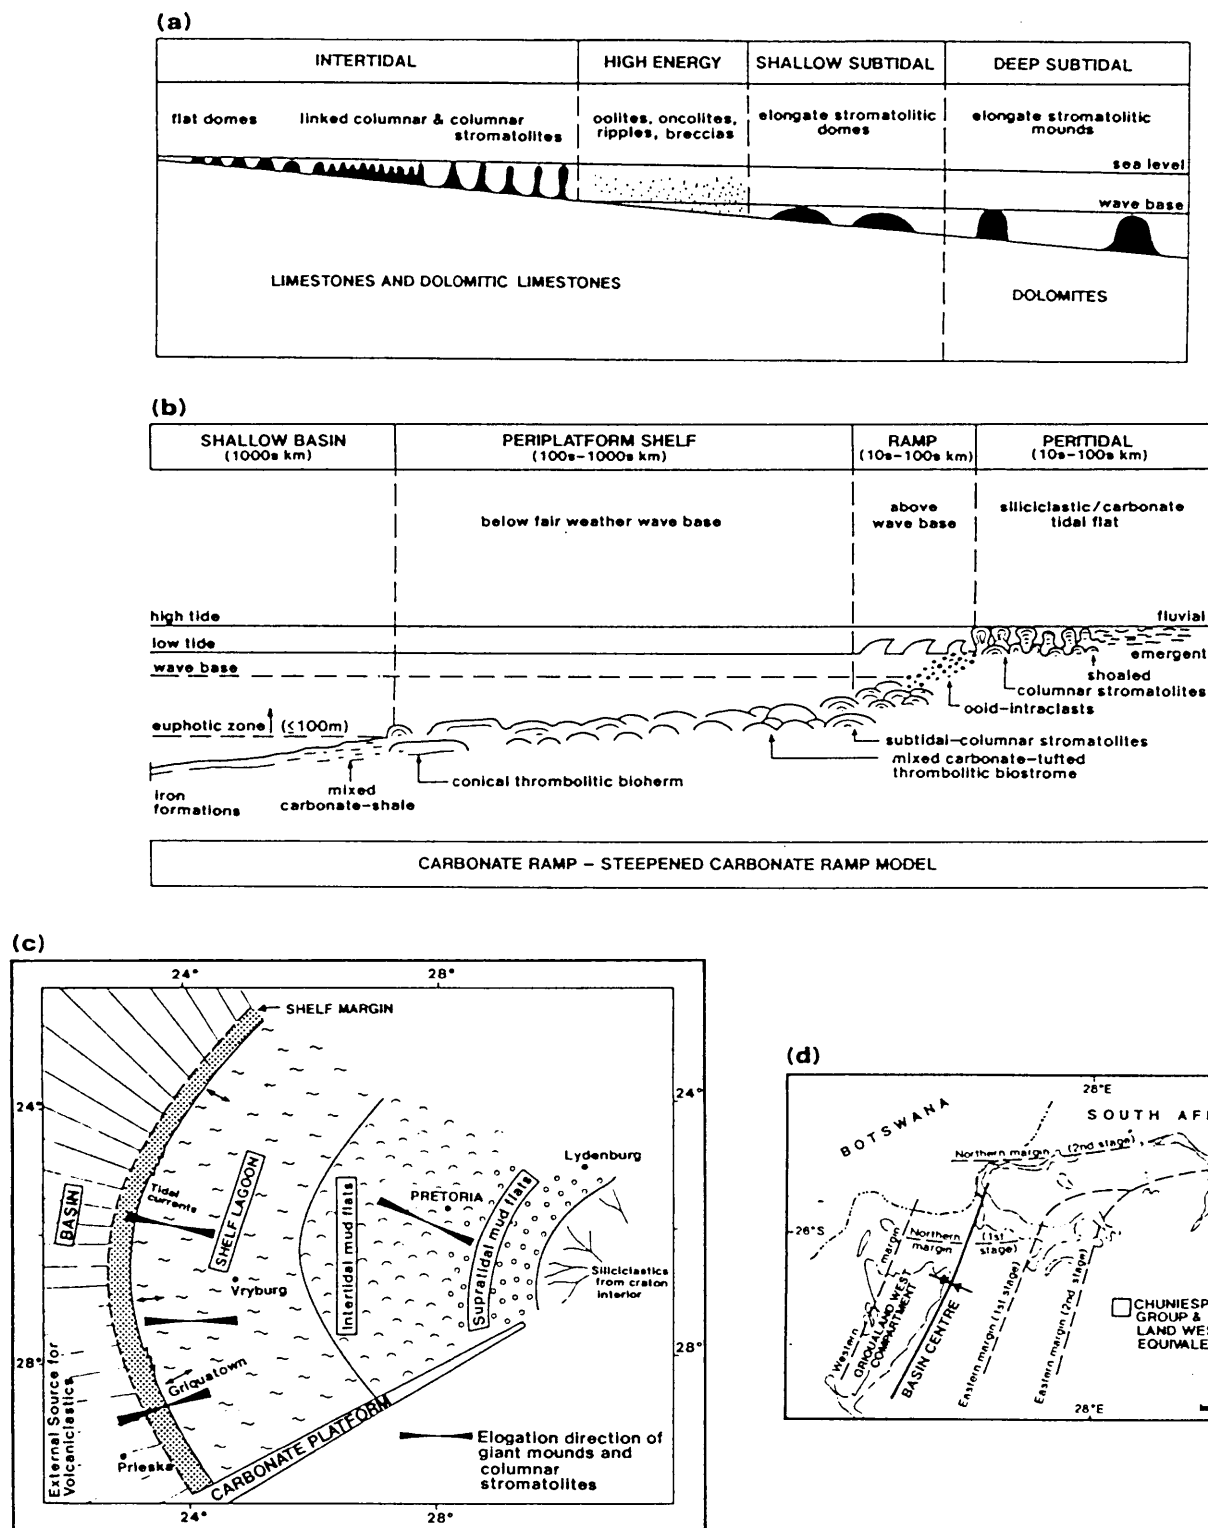 (a)
INTERTIDAL
HIGH ENERGY
SHALLOW SUBTIDAL
DEEP SUBTIDAL
flat domes
linked columnar & columnar
stromatolites
oolites, oncolites,
ripples, breccias
elongate stromatolitic
domes
elongate stromatolitic
mounds
sea level
wave base
LIMESTONES AND DOLOMITIC LIMESTONES
DOLOMITES
(b)
SHALLOW BASIN
(1000s km)
PERIPLATFORM SHELF
(100s-1000s km)
RAMP
(10s-100s km)
PERITIDAL
(10s-100s km)
below fair weather wave base
above
wave base
siliciclastic/carbonate
tidal flat
high tide
fluvial
low tide
emergent
wave base
shoaled
columnar stromatolites
ooid-intraclasts
euphotic zone (≤100m)
subtidal-columnar stromatolites
mixed carbonate-tufted
thrombolitic biostrome
conical thrombolitic bioherm
mixed
carbonate-shale
iron
formations
CARBONATE RAMP – STEEPENED CARBONATE RAMP MODEL
(c)
24°
28°
SHELF MARGIN
24°
24°
Lydenburg
PRETORIA
Tidal
currents
BASIN
SHELF LAGOON
Intertidal mud flats
Supratidal mud flats
Siliciclastics
from craton
interior
Vryburg
28°
28°
Griquatown
External Source for
Volcaniclastics
Prieska
CARBONATE PLATFORM
Elogation direction of
giant mounds and
columnar
stromatolites
24°
28°
(d)
28°E
BOTSWANA
SOUTH AF
Northern margin (2nd stage)
26°S
Northern
margin
(1st
stage)
Western margin
GRIQUALAND WEST
COMPARTMENT
BASIN CENTRE
Eastern margin (1st stage)
Eastern margin (2nd stage)
CHUNIESP
GROUP &
LAND WES
EQUIVALE
28°E